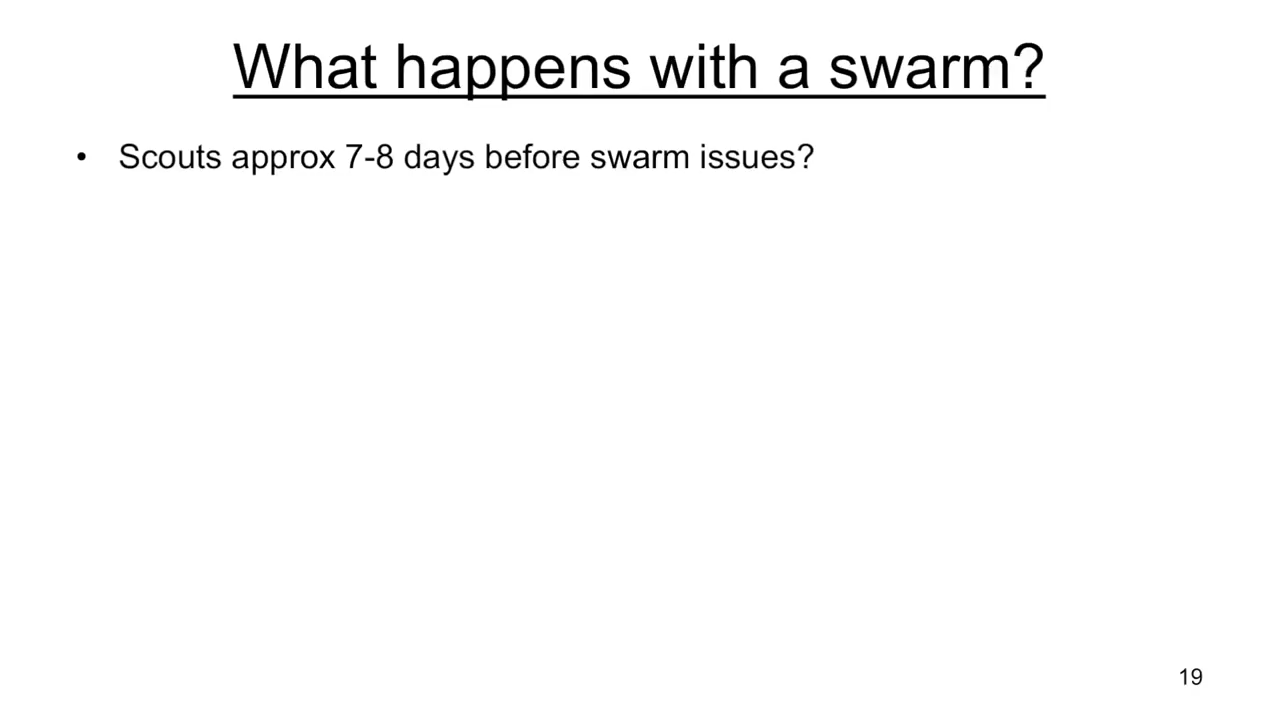 What happens with a swarm?
• Scouts approx 7-8 days before swarm issues?
19